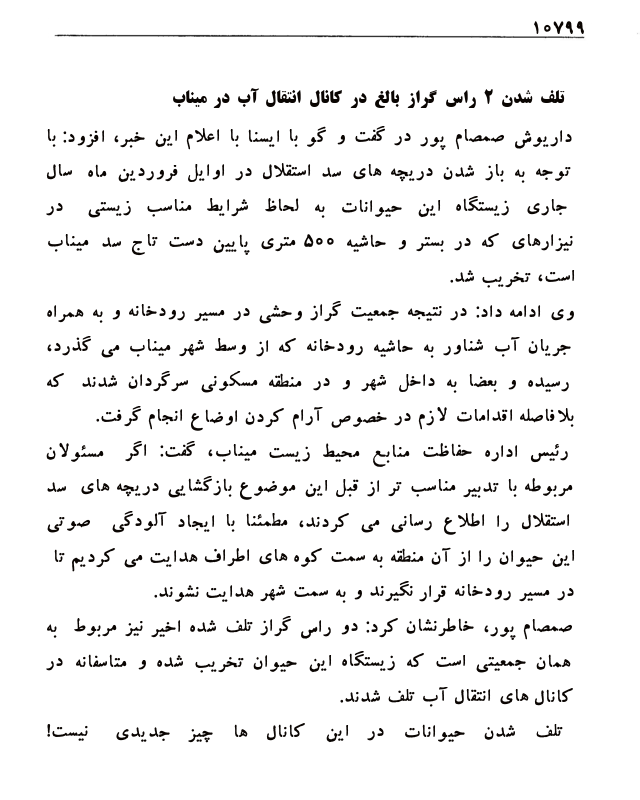 ۱۰۷۹۹
تلف شدن ۲ راس گراز بالغ در کانال انتقال آب در میناب
داریوش صمصام پور در گفت و گو با ایسنا با اعلام این خبر، افزود: با
توجه به باز شدن دریچه های سد استقلال در اوایل فروردین ماه سال
جاری زیستگاه این حیوانات به لحاظ شرایط مناسب زیستی در
نیزارهای که در بستر و حاشیه ۵۰۰ متری پایین دست تاج سد میناب
است، تخریب شد.
وی ادامه داد: در نتیجه جمعیت گراز وحشی در مسیر رودخانه و به همراه
جریان آب شناور به حاشیه رودخانه که از وسط شهر میناب می گذرد،
رسیده و بعضا به داخل شهر و در منطقه مسکونی سرگردان شدند که
بلافاصله اقدامات لازم در خصوص آرام کردن اوضاع انجام گرفت.
رئیس اداره حفاظت منابع محیط زیست میناب، گفت: اگر مسئولان
مربوطه با تدبیر مناسب تر از قبل این موضوع بازگشایی دریچه های سد
استقلال را اطلاع رسانی می کردند، مطمئنا با ایجاد آلودگی صوتی
این حیوان را از آن منطقه به سمت کوه های اطراف هدایت می کردیم تا
در مسیر رودخانه قرار نگیرند و به سمت شهر هدایت نشوند.
صمصام پور، خاطرنشان کرد: دو راس گراز تلف شده اخیر نیز مربوط به
همان جمعیتی است که زیستگاه این حیوان تخریب شده و متاسفانه در
کانال های انتقال آب تلف شدند.
تلف شدن حیوانات در این کانال ها چیز جدیدی نیست!